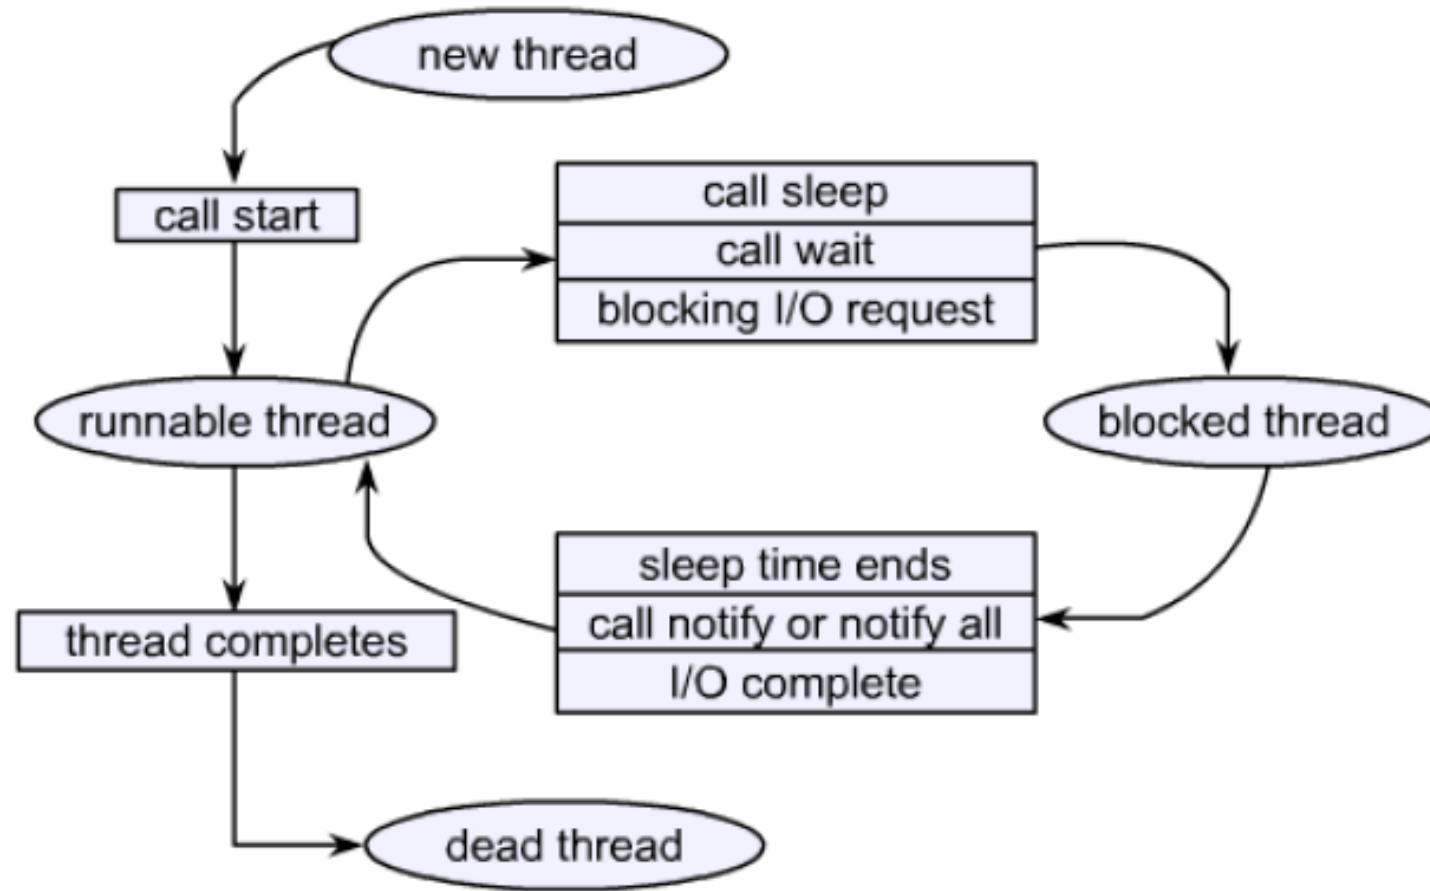 new thread
call start
call sleep
call wait
blocking I/O request
runnable thread
blocked thread
sleep time ends
call notify or notify all
I/O complete
thread completes
dead thread